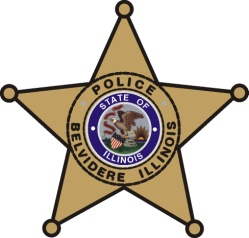 POLICE
STATE OF
ILLINOIS
BELVIDERE ILLINOIS